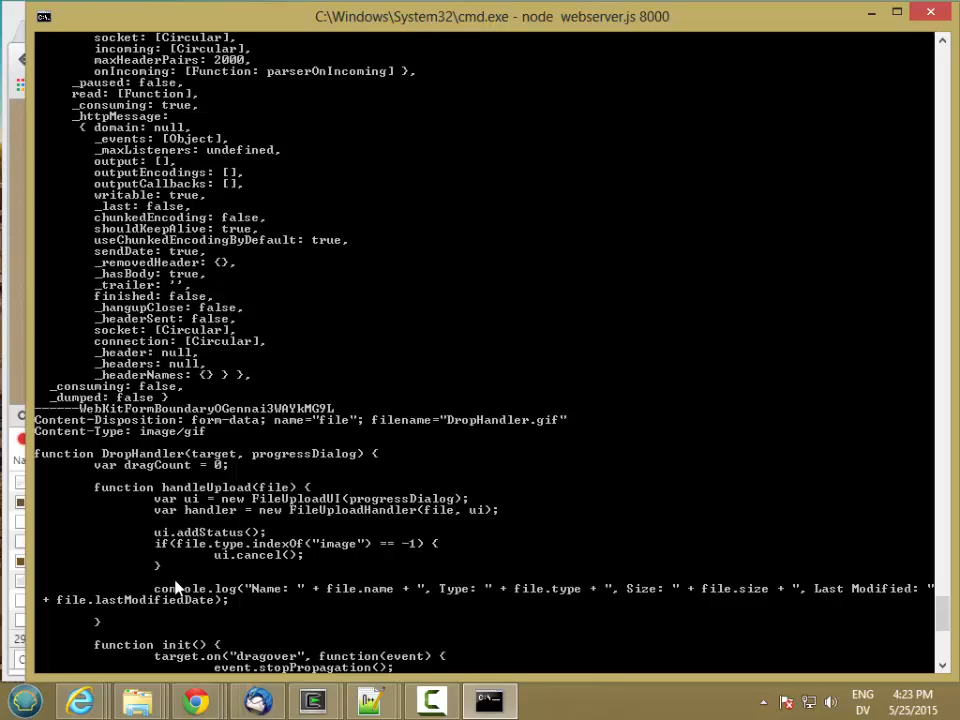 C:\Windows\System32\cmd.exe - node  webserver.js 8000
socket: [Circular],
incoming: [Circular],
maxHeaderPairs: 2000,
onIncoming: [Function: parserOnIncoming] },
_paused: false,
read: [Function],
_consuming: true,
_httpMessage:
{ domain: null,
_events: [Object],
_maxListeners: undefined,
output: [],
outputEncodings: [],
outputCallbacks: [],
writable: true,
_last: false,
chunkedEncoding: false,
shouldKeepAlive: true,
useChunkedEncodingByDefault: true,
sendDate: true,
_removedHeader: {},
_hasBody: true,
_trailer: '',
finished: false,
_hangupClose: false,
_headerSent: false,
socket: [Circular],
connection: [Circular],
_header: null,
_headers: null,
_headerNames: {} } },
_consuming: false,
_dumped: false }
------WebKitFormBoundaryOGennai3WAYkMG9L
Content-Disposition: form-data; name="file"; filename="DropHandler.gif"
Content-Type: image/gif
function DropHandler(target, progressDialog) {
var dragCount = 0;
function handleUpload(file) {
var ui = new FileUploadUI(progressDialog);
var handler = new FileUploadHandler(file, ui);
ui.addStatus();
if(file.type.indexOf("image") == -1) {
ui.cancel();
}
console.log("Name: " + file.name + ", Type: " + file.type + ", Size: " + file.size + ", Last Modified: "
+ file.lastModifiedDate);
}
function init() {
target.on("dragover", function(event) {
event.stopPropagation();
Na
29
ENG
DV
4:23 PM
5/25/2015